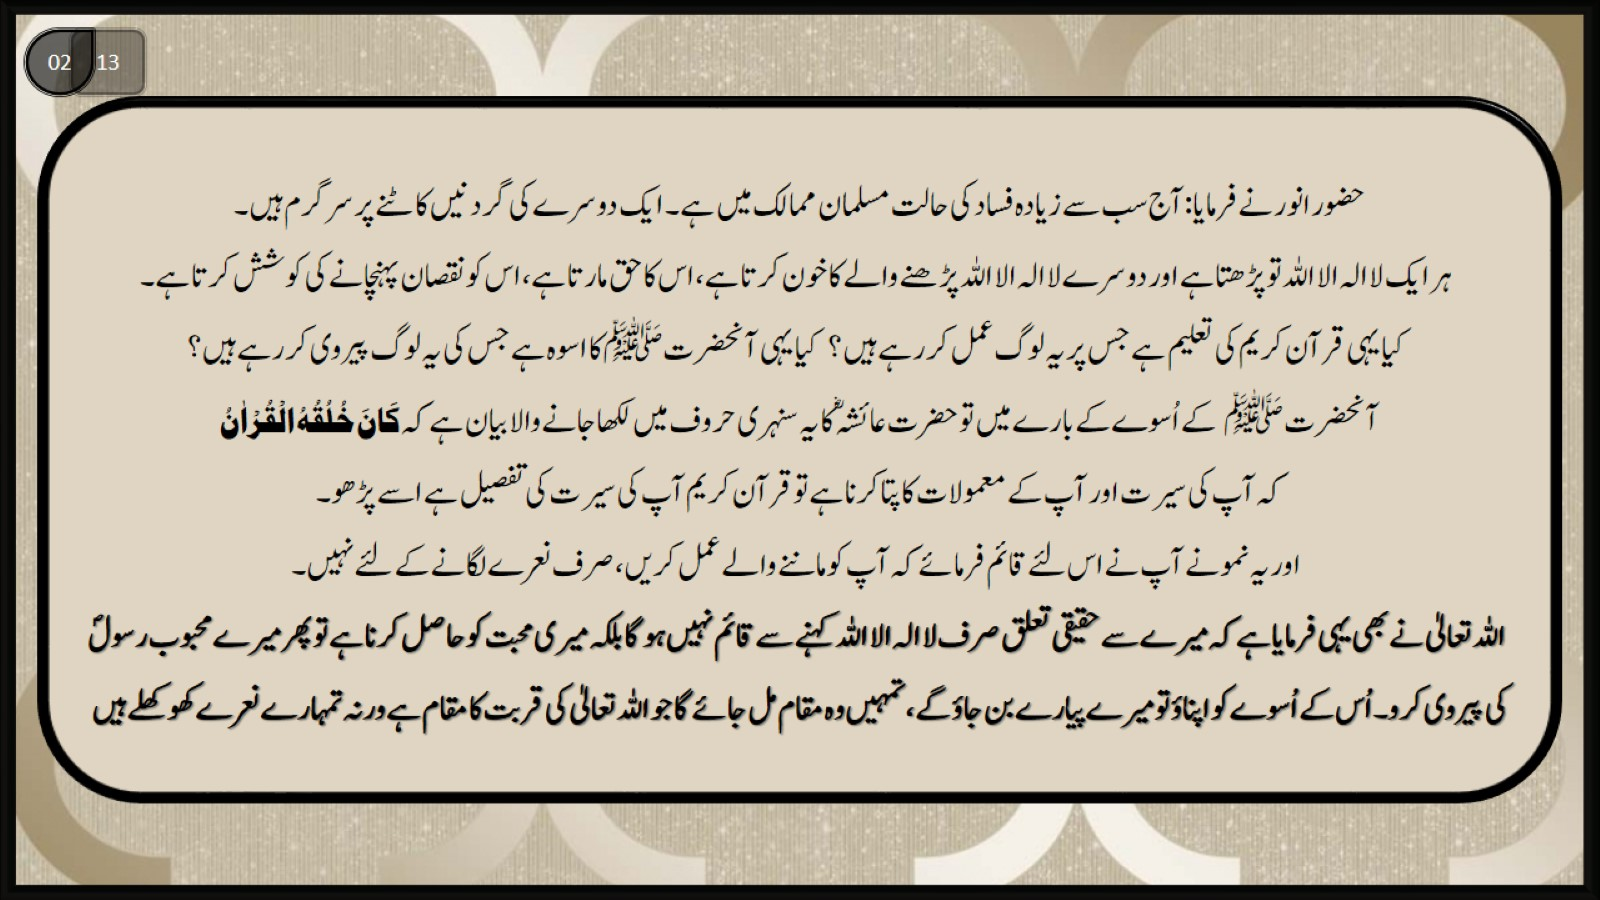 02 13
حضور انور نے فرمایا: آج سب سے زیادہ فساد کی حالت مسلمان ممالک میں ہے۔ ایک دوسرے کی گردنیں کاٹنے پر سرگرم ہیں۔
ہر ایک لا الہ الا اللہ تو پڑھتا ہے اور دوسرے لا الہ الا اللہ پڑھنے والے کا خون کرتا ہے، اس کا حق مارتا ہے، اس کو نقصان پہنچانے کی کوشش کرتا ہے۔
کیا یہی قرآن کریم کی تعلیم ہے جس پر یہ لوگ عمل کر رہے ہیں؟ کیا یہی آنحضرت ﷺ کا اسوہ ہے جس کی یہ لوگ پیروی کر رہے ہیں؟
آنحضرت ﷺ کے اُسوے کے بارے میں تو حضرت عائشہؓ کا یہ سنہری حروف میں لکھا جانے والا بیان ہے کہ کَانَ خُلُقُهُ الْقُرْاٰنُ
کہ آپ کی سیرت اور آپ کے معمولات کا پتا کرنا ہے تو قرآن کریم آپ کی سیرت کی تفصیل ہے اسے پڑھو۔
اور یہ نمونے آپ نے اس لئے قائم فرمائے کہ آپ کو ماننے والے عمل کریں، صرف نعرے لگانے کے لئے نہیں۔
اللہ تعالیٰ نے بھی یہی فرمایا ہے کہ میرے سے حقیقی تعلق صرف لا الہ الا اللہ کہنے سے قائم نہیں ہو گا بلکہ میری محبت کو حاصل کرنا ہے تو پھر میرے محبوب رسولؐ
کی پیروی کرو۔ اُس کے اُسوے کو اپناؤ تو میرے پیارے بن جاؤ گے، تمہیں وہ مقام مل جائے گا جو اللہ تعالیٰ کی قربت کا مقام ہے ورنہ تمہارے نعرے کھوکھلے ہیں